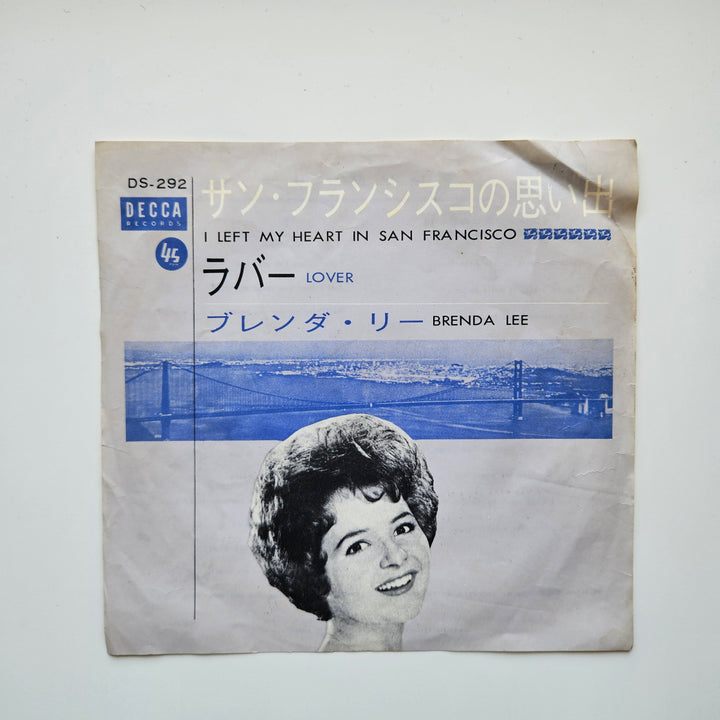 DS-292
DECCA
RECORDS
45
サン・フランシスコの思い出
I LEFT MY HEART IN SAN FRANCISCO
ラバー LOVER
ブレンダ・リー BRENDA LEE